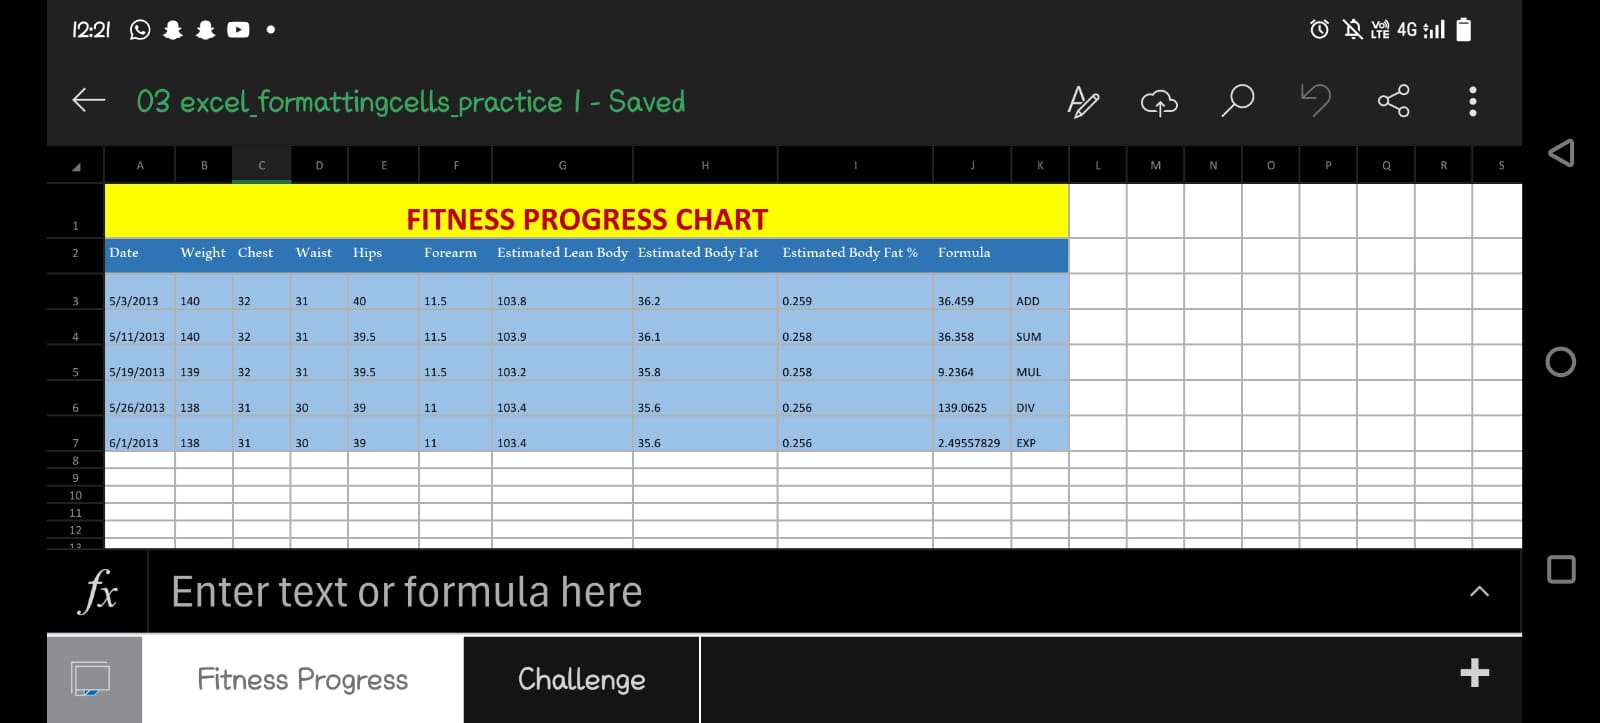 12:21 VoLTE 4G
03 excel_formattingcells_practice 1 - Saved
A B C D E F G H I J K L M N O P Q R S
1 FITNESS PROGRESS CHART
2 Date Weight Chest Waist Hips Forearm Estimated Lean Body Estimated Body Fat Estimated Body Fat % Formula
3 5/3/2013 140 32 31 40 11.5 103.8 36.2 0.259 36.459 ADD
4 5/11/2013 140 32 31 39.5 11.5 103.9 36.1 0.258 36.358 SUM
5 5/19/2013 139 32 31 39.5 11.5 103.2 35.8 0.258 9.2364 MUL
6 5/26/2013 138 31 30 39 11 103.4 35.6 0.256 139.0625 DIV
7 6/1/2013 138 31 30 39 11 103.4 35.6 0.256 2.49557829 EXP
8
9
10
11
12
13
fx Enter text or formula here
Fitness Progress Challenge